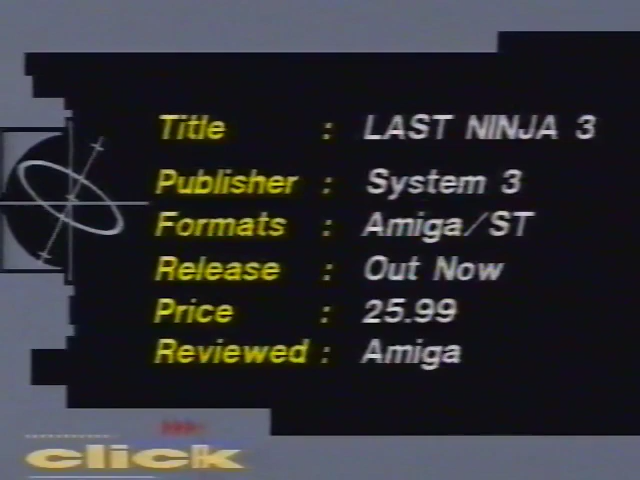 Title : LAST NINJA 3
Publisher : System 3
Formats : Amiga/ST
Release : Out Now
Price : 25.99
Reviewed : Amiga
click